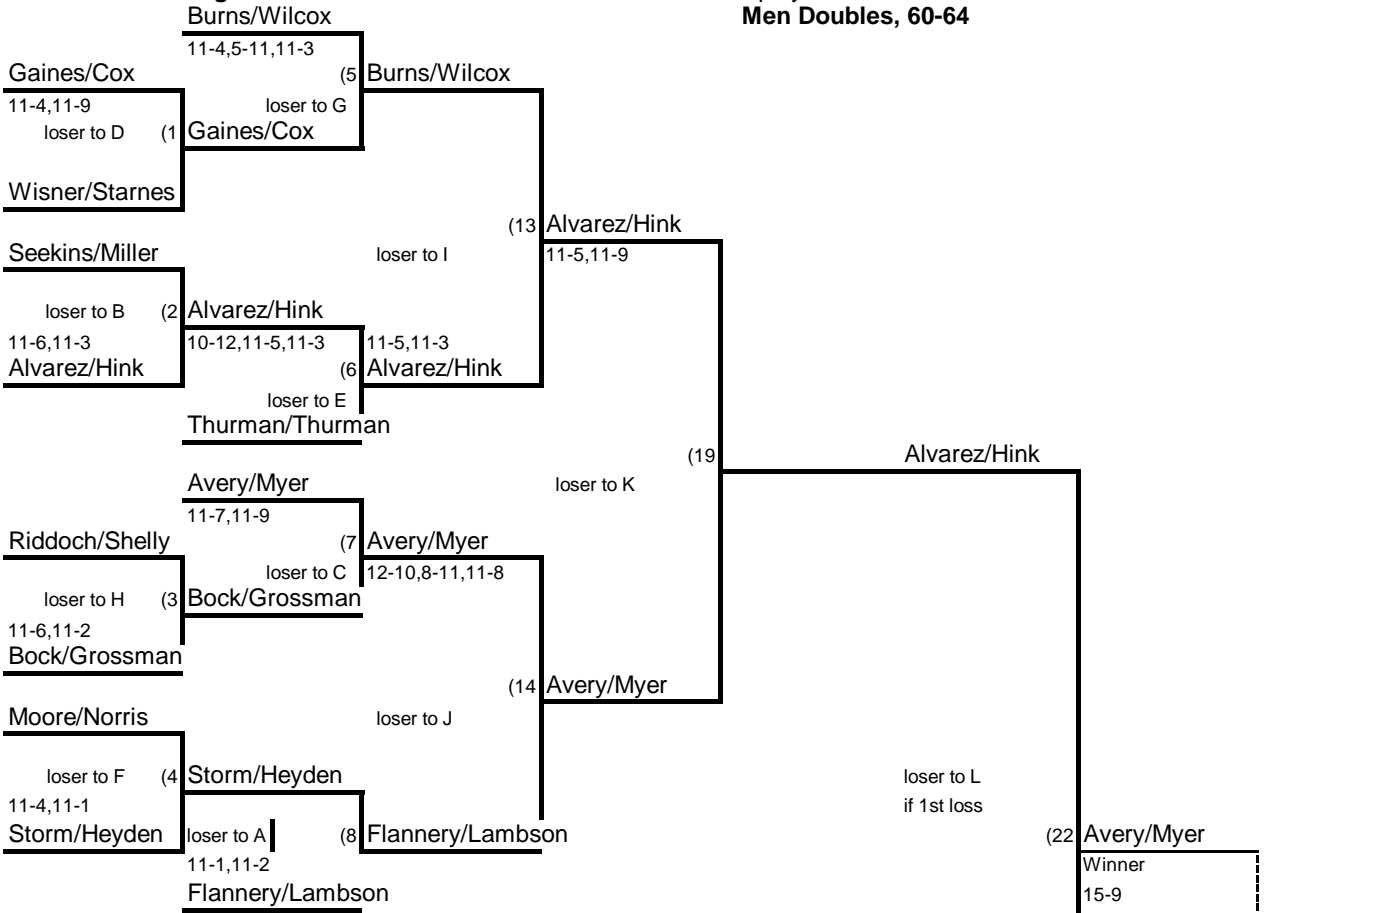 Burns/Wilcox
Men Doubles, 60-64
11-4,5-11,11-3
Gaines/Cox
(5
Burns/Wilcox
11-4,11-9
loser to G
loser to D
(1
Gaines/Cox
Wisner/Starnes
(13
Alvarez/Hink
Seekins/Miller
loser to I
11-5,11-9
loser to B
(2
Alvarez/Hink
11-6,11-3
10-12,11-5,11-3
11-5,11-3
Alvarez/Hink
(6
Alvarez/Hink
loser to E
Thurman/Thurman
(19
Alvarez/Hink
Avery/Myer
loser to K
11-7,11-9
Riddoch/Shelly
(7
Avery/Myer
loser to C
12-10,8-11,11-8
loser to H
(3
Bock/Grossman
11-6,11-2
Bock/Grossman
(14
Avery/Myer
Moore/Norris
loser to J
loser to F
(4
Storm/Heyden
loser to L
11-4,11-1
if 1st loss
Storm/Heyden
loser to A
(8
Flannery/Lambson
(22
Avery/Myer
11-1,11-2
Winner
Flannery/Lambson
15-9